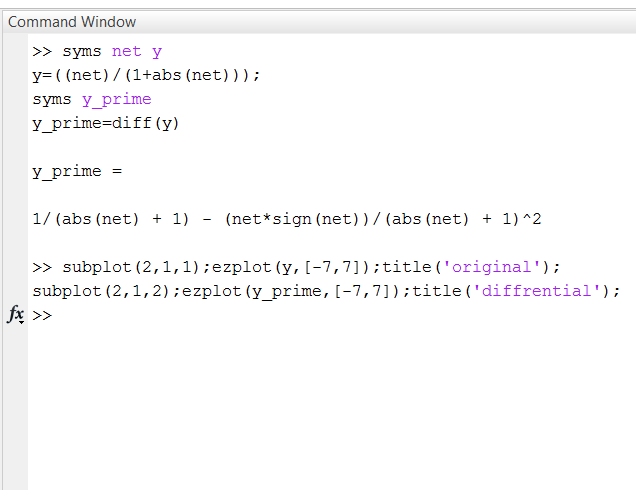 Command Window
>> syms net y
y=((net)/(1+abs(net)));
syms y_prime
y_prime=diff(y)
y_prime =
1/(abs(net) + 1) - (net*sign(net))/(abs(net) + 1)^2
>> subplot(2,1,1);ezplot(y,[-7,7]);title('original');
subplot(2,1,2);ezplot(y_prime,[-7,7]);title('diffrential');
fx >>